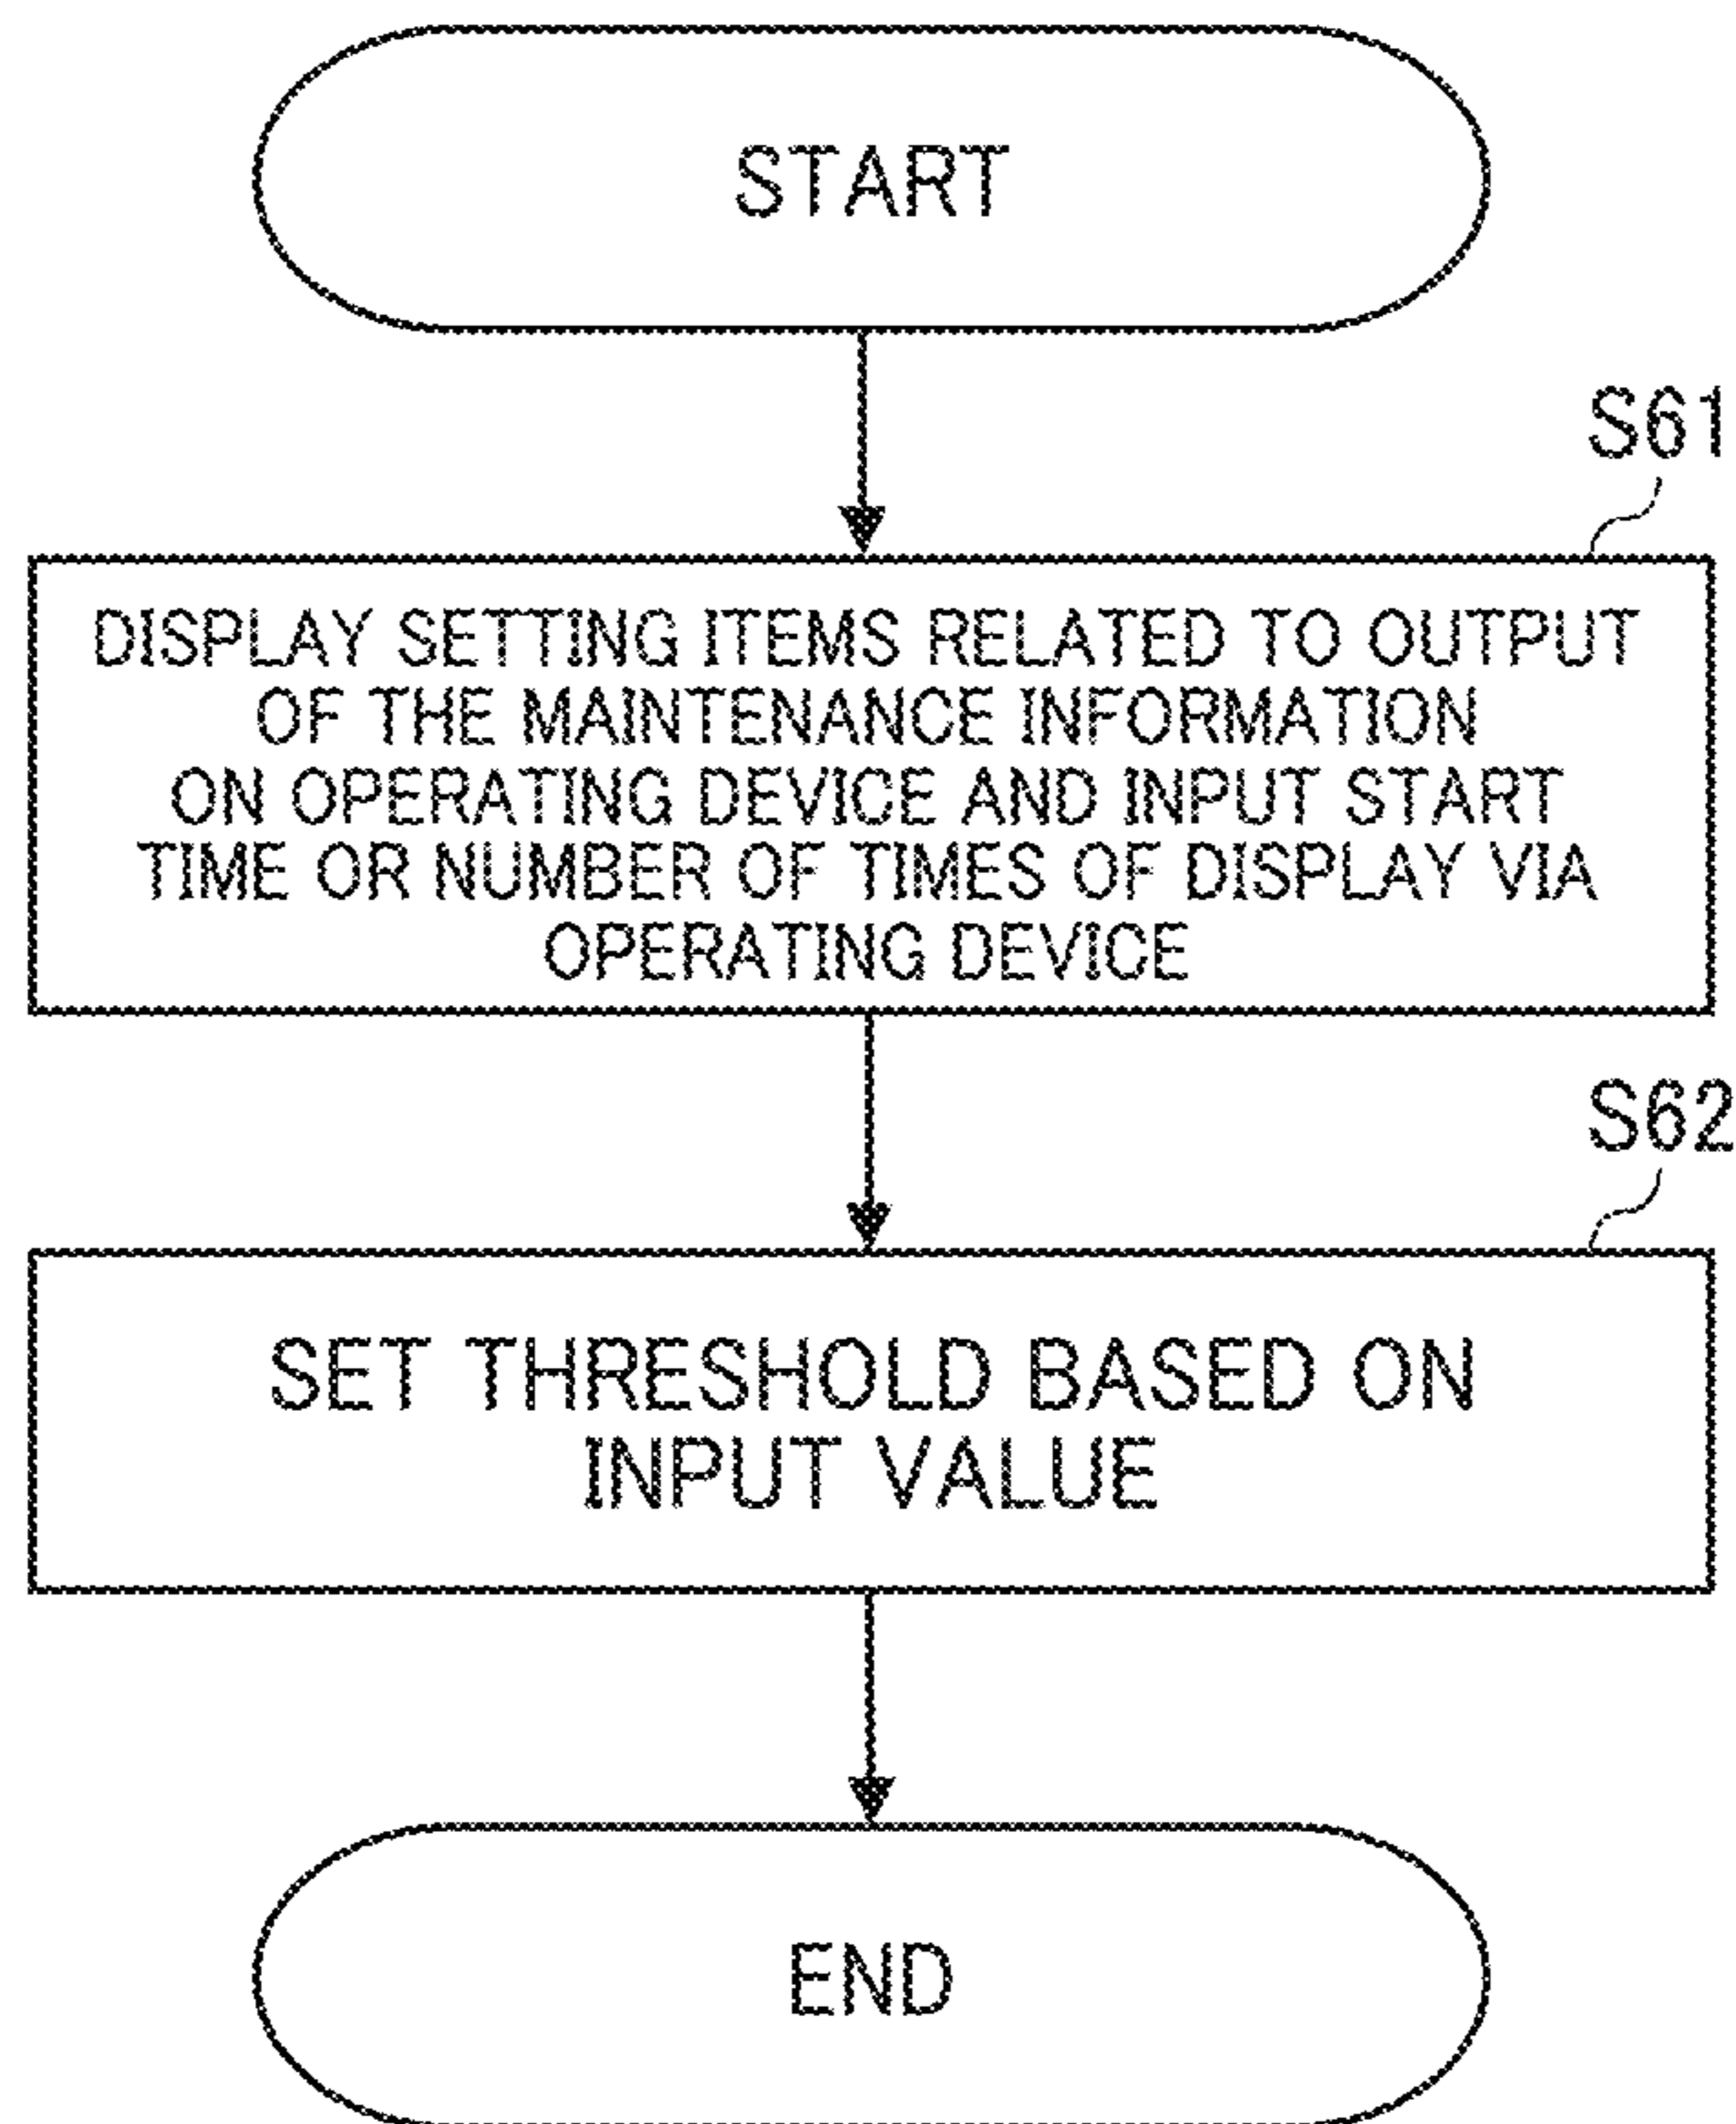 START
S61
DISPLAY SETTING ITEMS RELATED TO OUTPUT
OF THE MAINTENANCE INFORMATION
ON OPERATING DEVICE AND INPUT START
TIME OR NUMBER OF TIMES OF DISPLAY VIA
OPERATING DEVICE
S62
SET THRESHOLD BASED ON
INPUT VALUE
END